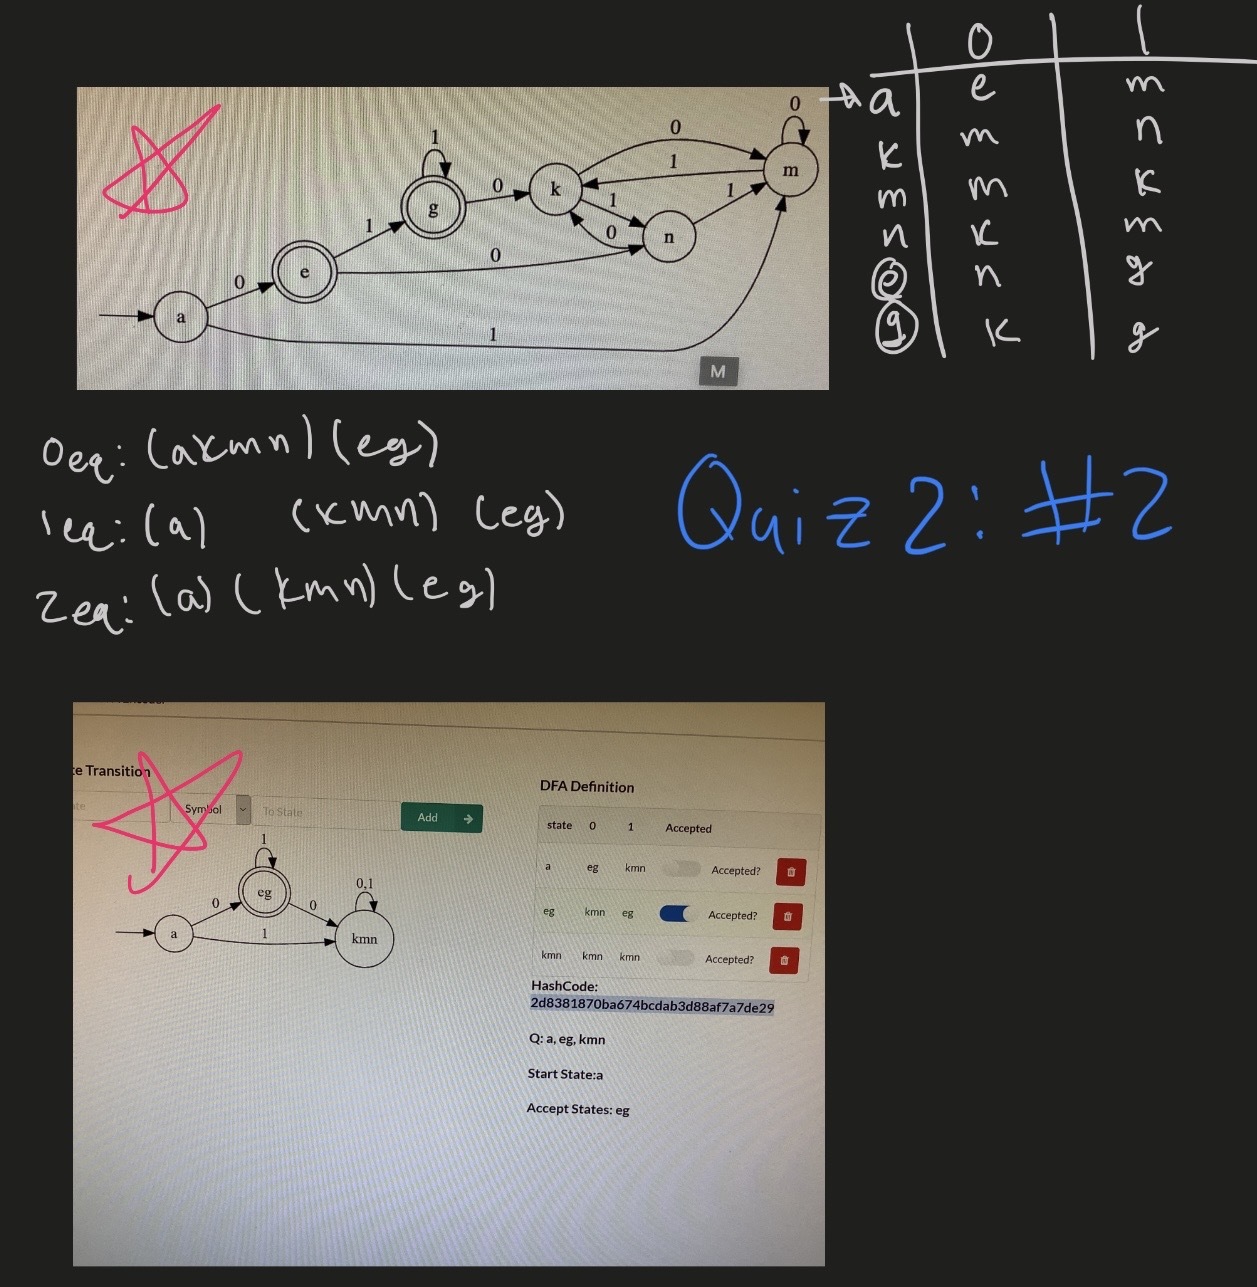 0 1
a e m
k m n
m m k
n k m
e n g
g k g
0
1 0 1
g 0 k 1 1 m
1 0 n
e 0
0
a
1
M
0eq: (akmn) (eg)
1eq: (a) (kmn) (eg)
2eq: (a) (kmn) (eg)
Quiz 2: #2
te Transition
Symbol To State Add
1
eg 0,1
0 0
a 1 kmn
DFA Definition
state 0 1 Accepted
a eg kmn Accepted?
eg kmn eg Accepted?
kmn kmn kmn Accepted?
HashCode:
2d8381870ba674bcdab3d88af7a7de29
Q: a, eg, kmn
Start State:a
Accept States: eg